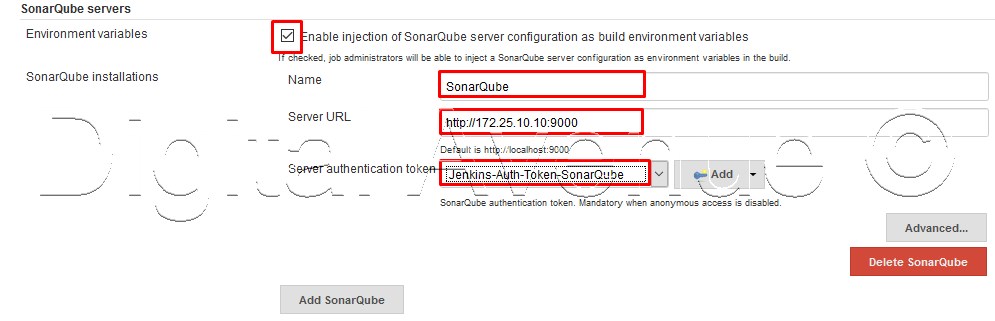 SonarQube servers
Environment variables
Enable injection of SonarQube server configuration as build environment variables
If checked, job administrators will be able to inject a SonarQube server configuration as environment variables in the build.
SonarQube installations
Name
SonarQube
Server URL
http://172.25.10.10:9000
Default is http://localhost:9000
Server authentication token
Jenkins-Auth-Token-SonarQube
Add
SonarQube authentication token. Mandatory when anonymous access is disabled.
Advanced...
Delete SonarQube
Add SonarQube